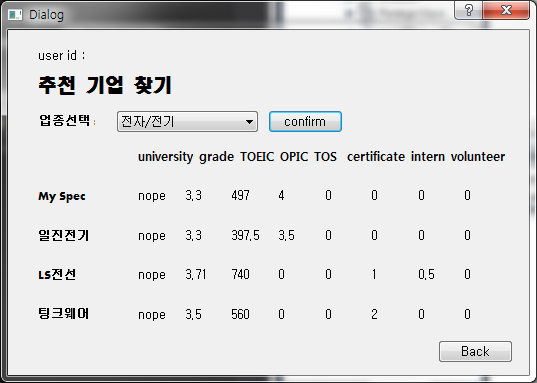 Dialog
user id :
추천 기업 찾기
업종선택 : 전자/전기 confirm
university grade TOEIC OPIC TOS certificate intern volunteer
My Spec nope 3,3 497 4 0 0 0 0
일진전기 nope 3,3 397,5 3,5 0 0 0 0
LS전선 nope 3,71 740 0 0 1 0,5 0
팅크웨어 nope 3,5 560 0 0 2 0 0
Back